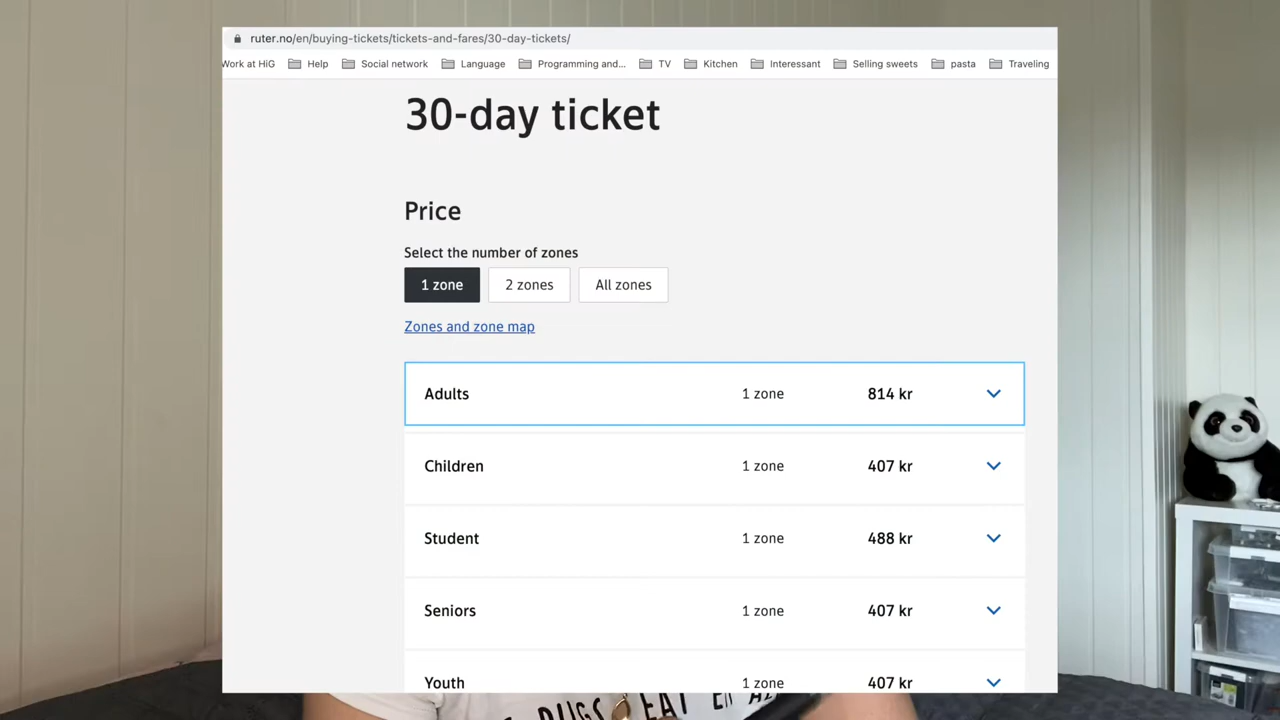 ruter.no/en/buying-tickets/tickets-and-fares/30-day-tickets/
Work at HiG Help Social network Language Programming and... TV Kitchen Interessant Selling sweets pasta Traveling
30-day ticket
Price
Select the number of zones
1 zone 2 zones All zones
Zones and zone map
Adults 1 zone 814 kr
Children 1 zone 407 kr
Student 1 zone 488 kr
Seniors 1 zone 407 kr
Youth 1 zone 407 kr
EAT